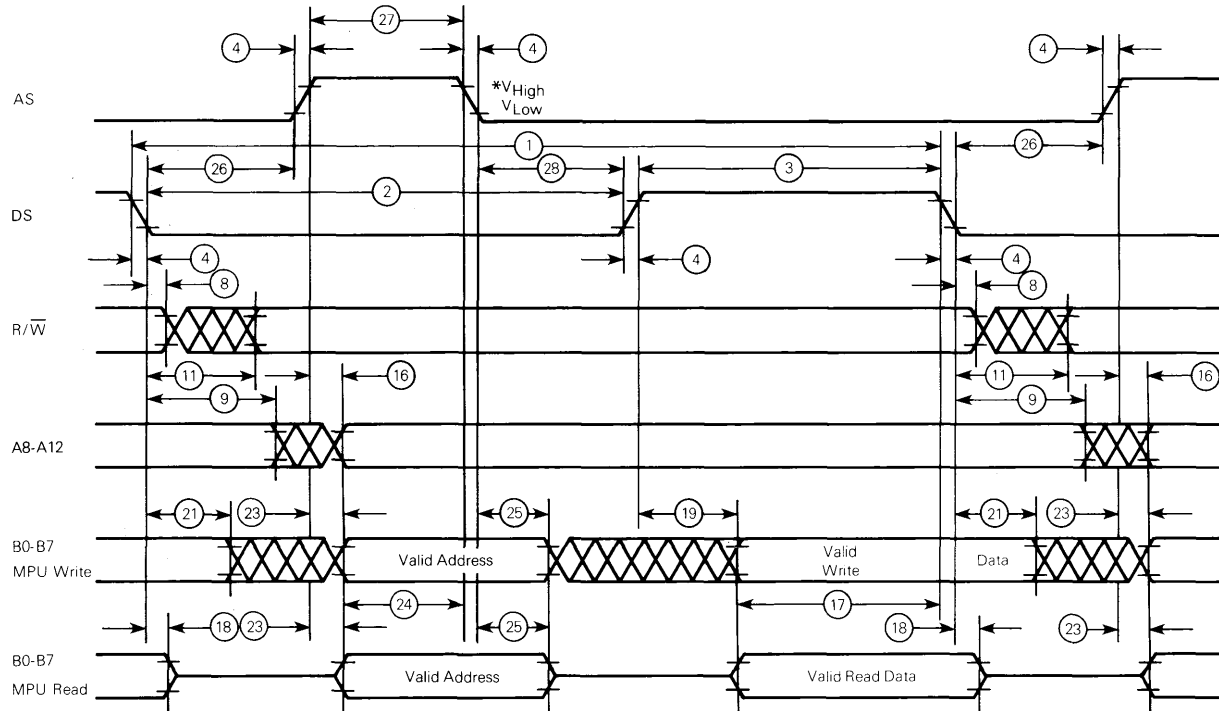 27
4 4 4
AS
*VHigh
VLow
1
26 28 3 26
2
DS
4 4 4
8 8
R/W̅
11 16 11 16
9 9
A8-A12
21 23 25 19 21 23
B0-B7
MPU Write
Valid Address
Valid
Write
Data
24 17
18 23 25 18 23
B0-B7
MPU Read
Valid Address
Valid Read Data